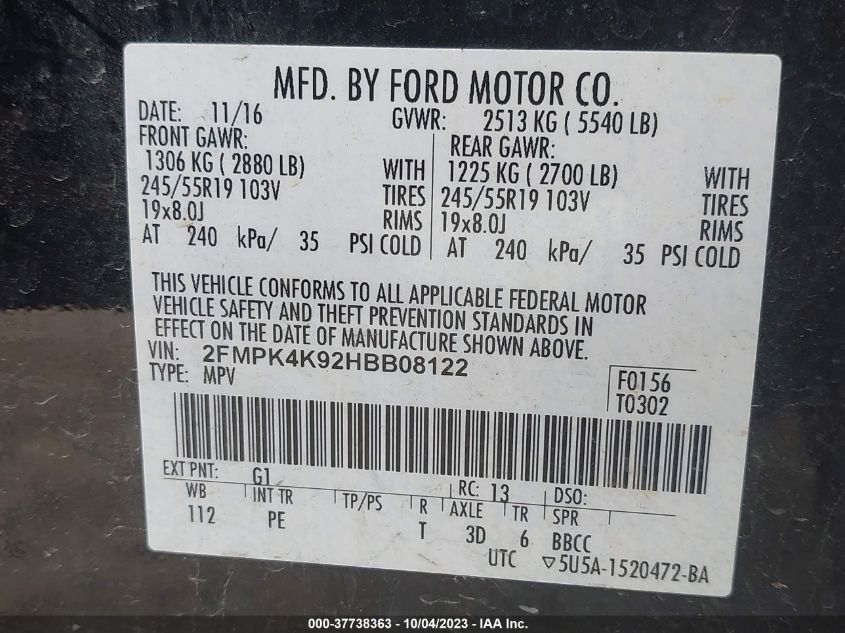 MFD. BY FORD MOTOR CO.
DATE: 11/16 GVWR: 2513 KG ( 5540 LB)
FRONT GAWR: REAR GAWR:
1306 KG ( 2880 LB) WITH 1225 KG ( 2700 LB) WITH
245/55R19 103V TIRES 245/55R19 103V TIRES
19x8.0J RIMS 19x8.0J RIMS
AT 240 kPa/ 35 PSI COLD AT 240 kPa/ 35 PSI COLD
THIS VEHICLE CONFORMS TO ALL APPLICABLE FEDERAL MOTOR
VEHICLE SAFETY AND THEFT PREVENTION STANDARDS IN
EFFECT ON THE DATE OF MANUFACTURE SHOWN ABOVE.
VIN: 2FMPK4K92HBB08122
TYPE: MPV
F0156
T0302
EXT PNT: G1 RC: 13 DSO:
WB INT TR TP/PS R AXLE TR SPR
112 PE T 3D 6 BBCC
UTC ▽5U5A-1520472-BA
000-37738363 - 10/04/2023 - IAA Inc.